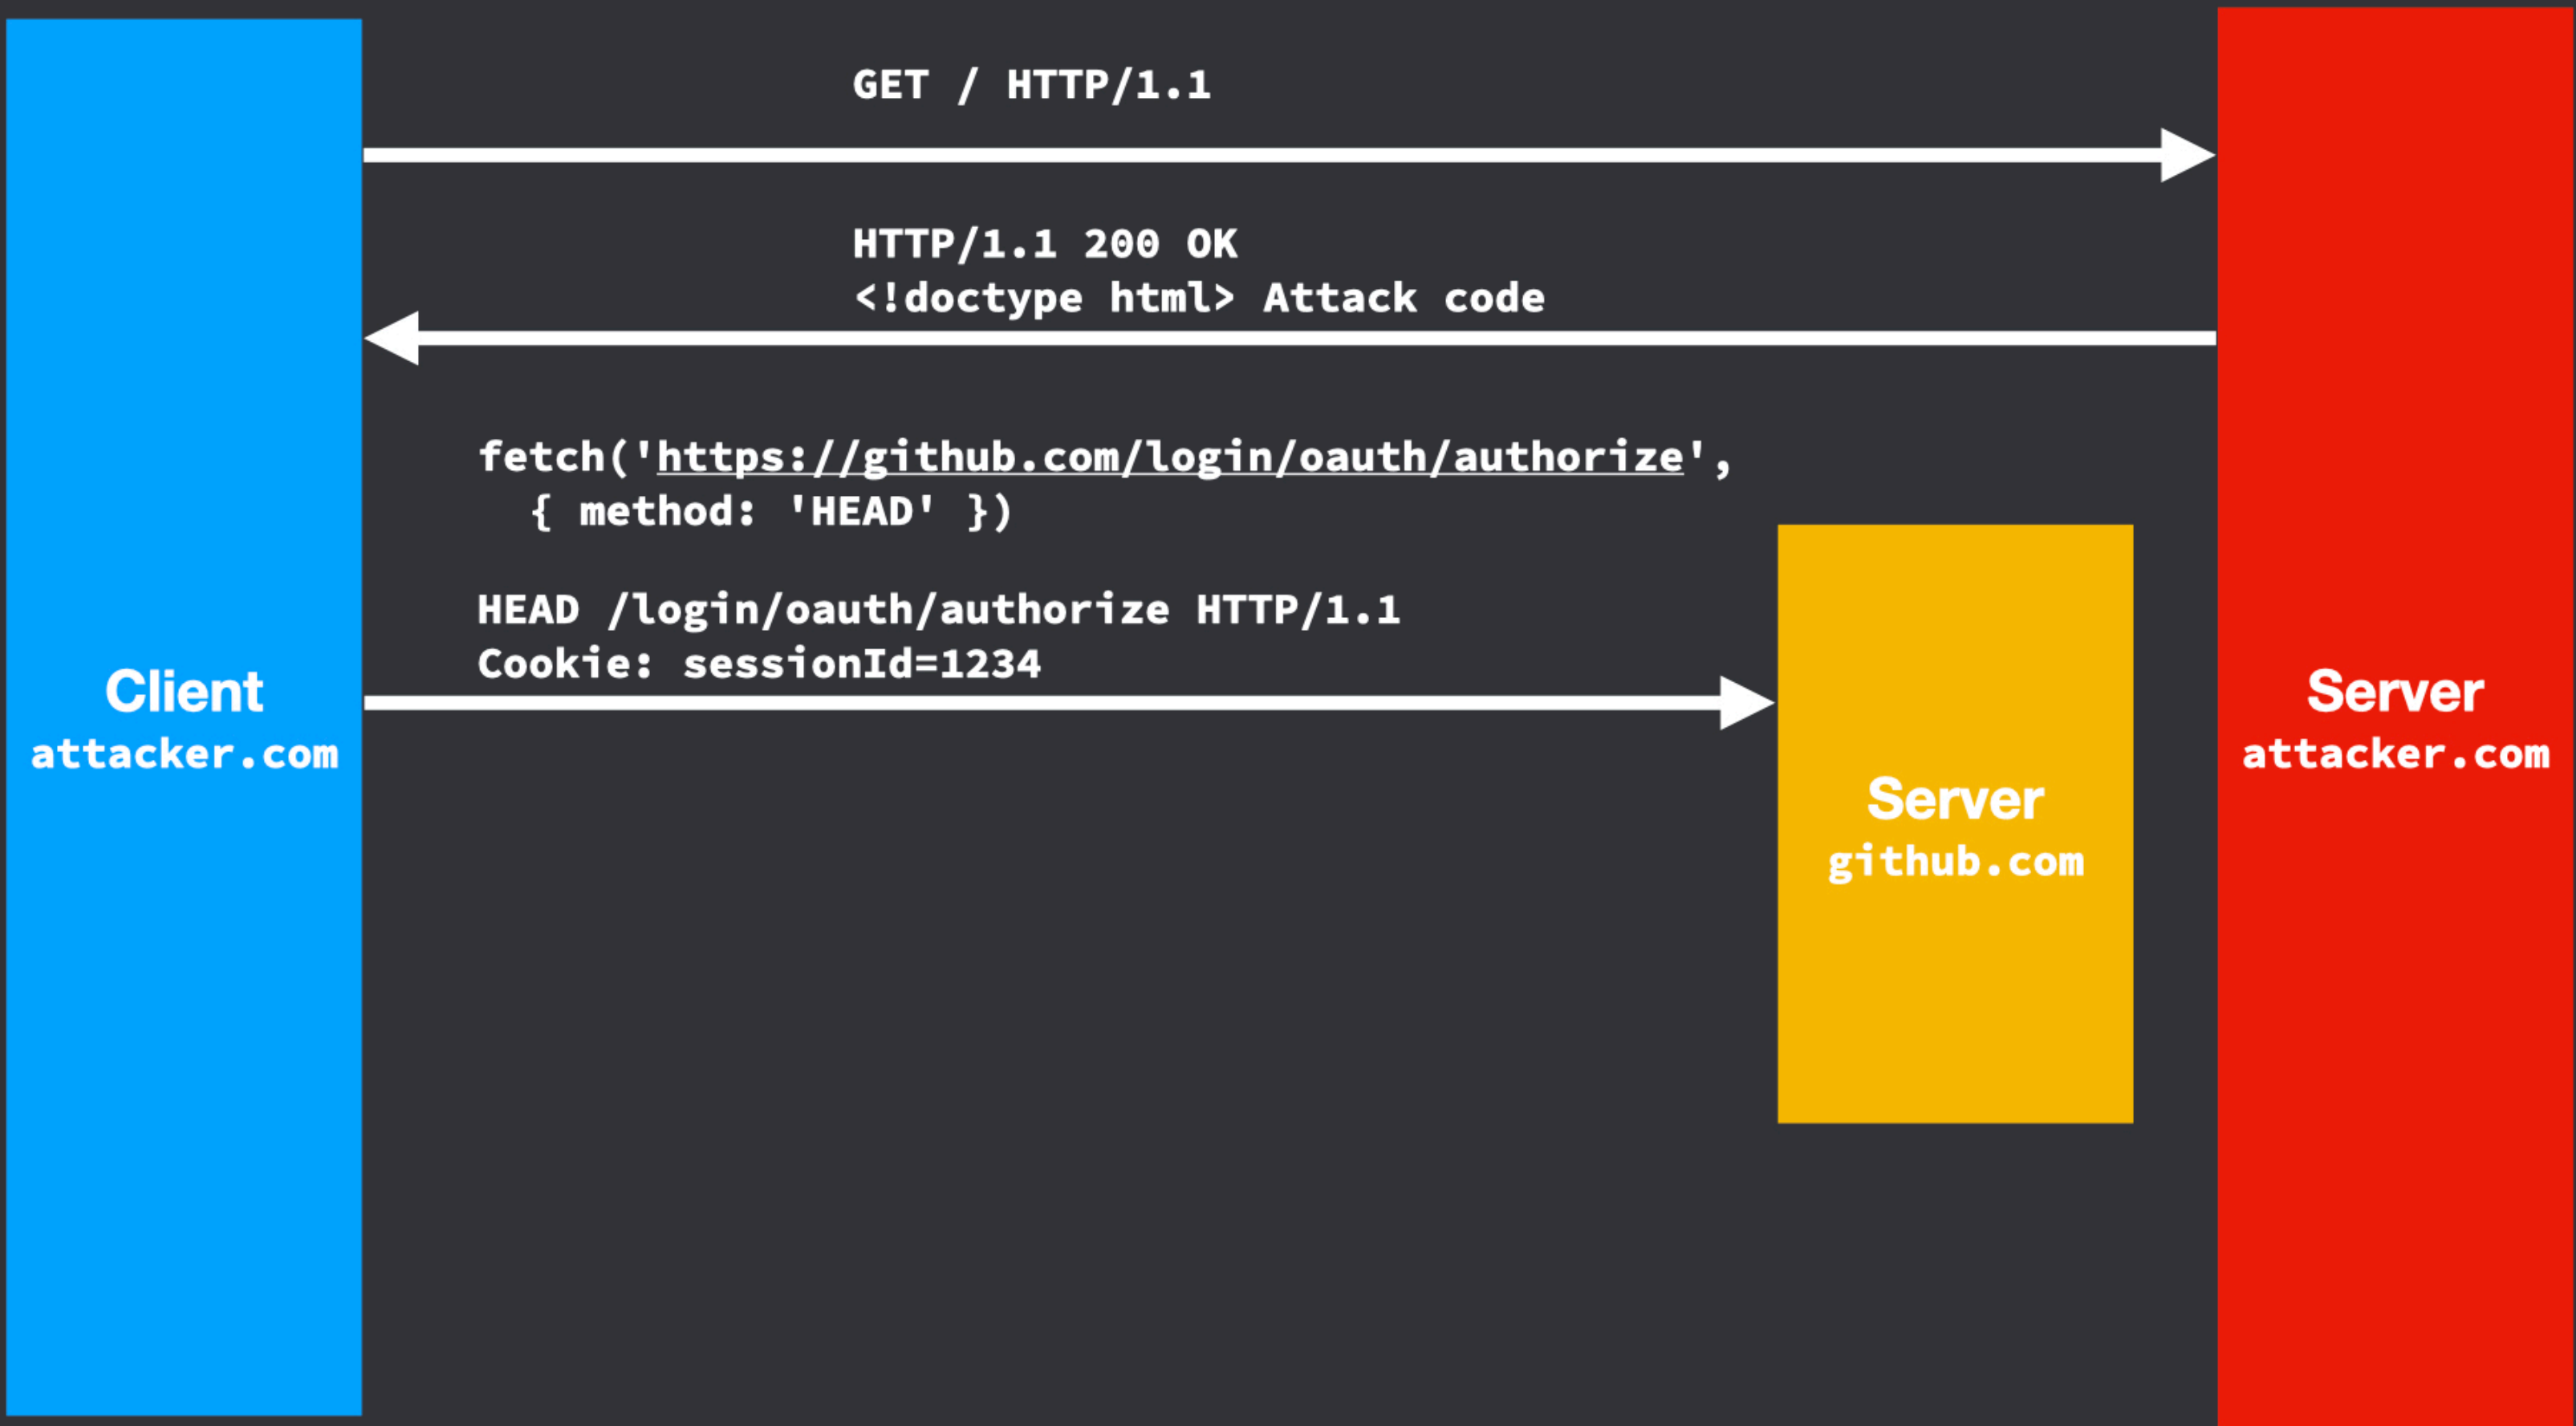 GET / HTTP/1.1
HTTP/1.1 200 OK
<!doctype html> Attack code
fetch('https://github.com/login/oauth/authorize',
{ method: 'HEAD' })
HEAD /login/oauth/authorize HTTP/1.1
Cookie: sessionId=1234
Client
attacker.com
Server
github.com
Server
attacker.com